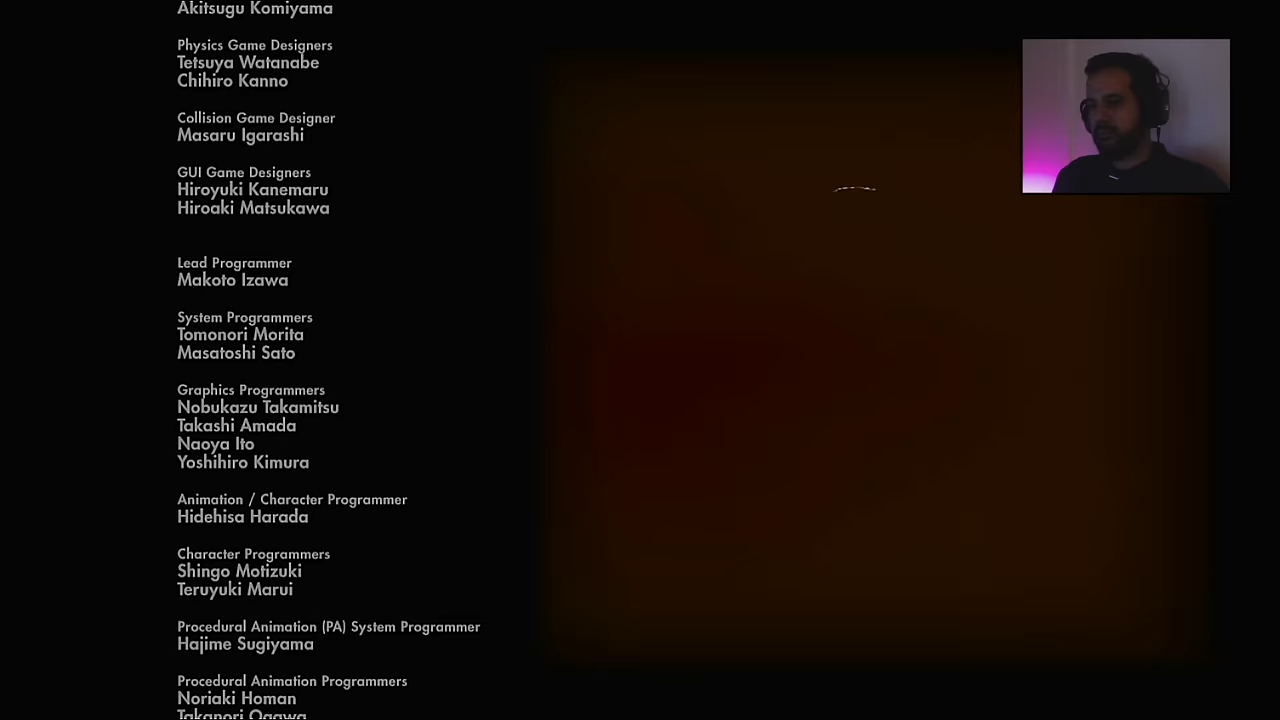 Akitsugu Komiyama
Physics Game Designers
Tetsuya Watanabe
Chihiro Kanno
Collision Game Designer
Masaru Igarashi
GUI Game Designers
Hiroyuki Kanemaru
Hiroaki Matsukawa
Lead Programmer
Makoto Izawa
System Programmers
Tomonori Morita
Masatoshi Sato
Graphics Programmers
Nobukazu Takamitsu
Takashi Amada
Naoya Ito
Yoshihiro Kimura
Animation / Character Programmer
Hidehisa Harada
Character Programmers
Shingo Motizuki
Teruyuki Marui
Procedural Animation (PA) System Programmer
Hajime Sugiyama
Procedural Animation Programmers
Noriaki Homan
Takanori Ogawa